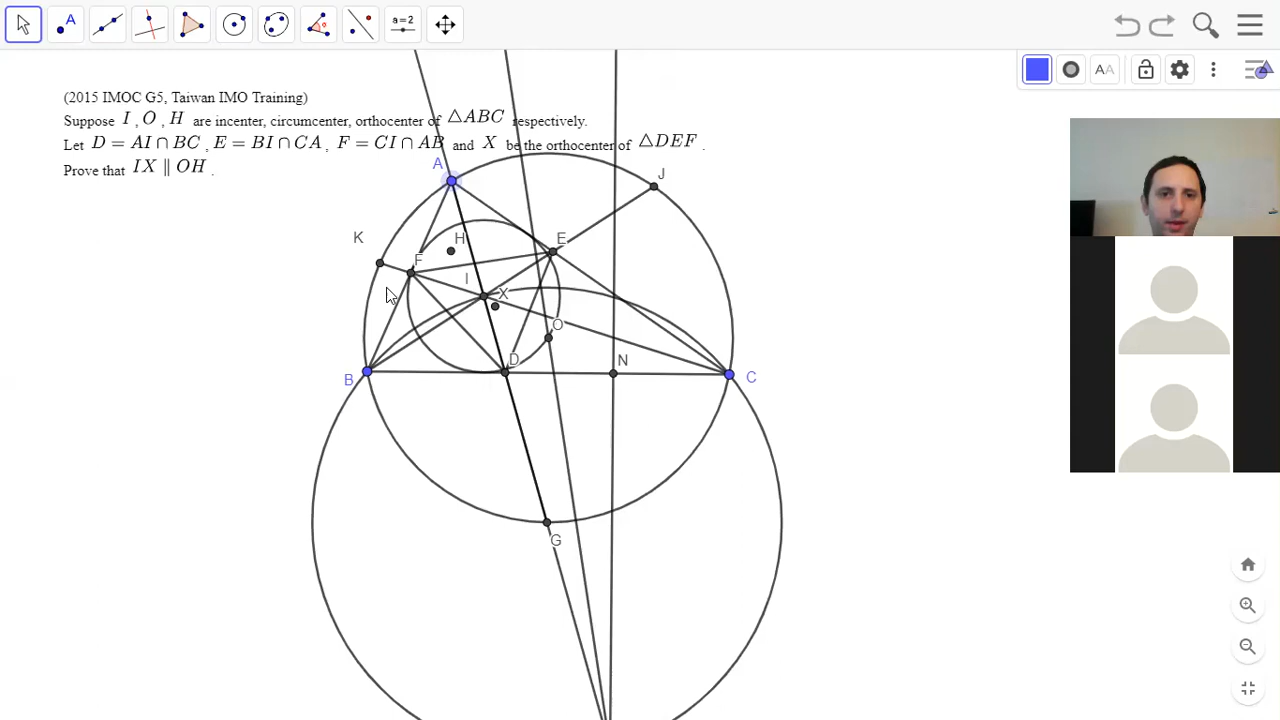 a=2
AA
(2015 IMOC G5, Taiwan IMO Training)
Suppose I , O , H are incenter, circumcenter, orthocenter of △ABC respectively.
Let D = AI ∩ BC , E = BI ∩ CA , F = CI ∩ AB and X be the orthocenter of △DEF .
Prove that IX ∥ OH .
A
J
K
H
E
F
I
X
O
D
N
B
C
G